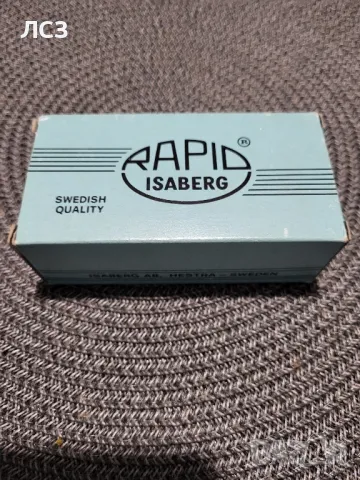 ЛСЗ
RAPID®
ISABERG
SWEDISH
QUALITY
ISABERG AB, HESTRA - SWEDEN